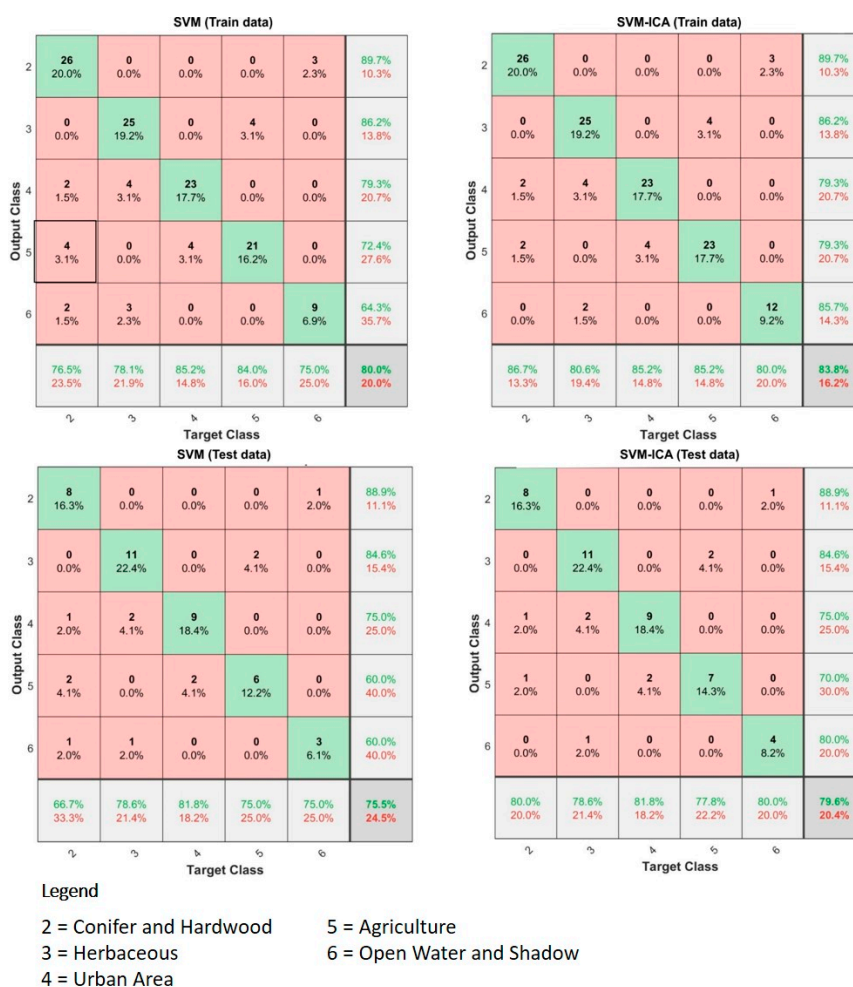 SVM (Train data)
2
26 0 0 0 3 89.7%
20.0% 0.0% 0.0% 0.0% 2.3% 10.3%
3
0 25 0 4 0 86.2%
0.0% 19.2% 0.0% 3.1% 0.0% 13.8%
4
2 4 23 0 0 79.3%
1.5% 3.1% 17.7% 0.0% 0.0% 20.7%
5
4 0 4 21 0 72.4%
3.1% 0.0% 3.1% 16.2% 0.0% 27.6%
6
2 3 0 0 9 64.3%
1.5% 2.3% 0.0% 0.0% 6.9% 35.7%
76.5% 78.1% 85.2% 84.0% 75.0% 80.0%
23.5% 21.9% 14.8% 16.0% 25.0% 20.0%
2 3 4 5 6
Output Class
Target Class
SVM-ICA (Train data)
2
26 0 0 0 3 89.7%
20.0% 0.0% 0.0% 0.0% 2.3% 10.3%
3
0 25 0 4 0 86.2%
0.0% 19.2% 0.0% 3.1% 0.0% 13.8%
4
2 4 23 0 0 79.3%
1.5% 3.1% 17.7% 0.0% 0.0% 20.7%
5
2 0 4 23 0 79.3%
1.5% 0.0% 3.1% 17.7% 0.0% 20.7%
6
0 2 0 0 12 85.7%
0.0% 1.5% 0.0% 0.0% 9.2% 14.3%
86.7% 80.6% 85.2% 85.2% 80.0% 83.8%
13.3% 19.4% 14.8% 14.8% 20.0% 16.2%
2 3 4 5 6
Output Class
Target Class
SVM (Test data)
2
8 0 0 0 1 88.9%
16.3% 0.0% 0.0% 0.0% 2.0% 11.1%
3
0 11 0 2 0 84.6%
0.0% 22.4% 0.0% 4.1% 0.0% 15.4%
4
1 2 9 0 0 75.0%
2.0% 4.1% 18.4% 0.0% 0.0% 25.0%
5
2 0 2 6 0 60.0%
4.1% 0.0% 4.1% 12.2% 0.0% 40.0%
6
1 1 0 0 3 60.0%
2.0% 2.0% 0.0% 0.0% 6.1% 40.0%
66.7% 78.6% 81.8% 75.0% 75.0% 75.5%
33.3% 21.4% 18.2% 25.0% 25.0% 24.5%
2 3 4 5 6
Output Class
Target Class
SVM-ICA (Test data)
2
8 0 0 0 1 88.9%
16.3% 0.0% 0.0% 0.0% 2.0% 11.1%
3
0 11 0 2 0 84.6%
0.0% 22.4% 0.0% 4.1% 0.0% 15.4%
4
1 2 9 0 0 75.0%
2.0% 4.1% 18.4% 0.0% 0.0% 25.0%
5
1 0 2 7 0 70.0%
2.0% 0.0% 4.1% 14.3% 0.0% 30.0%
6
0 1 0 0 4 80.0%
0.0% 2.0% 0.0% 0.0% 8.2% 20.0%
80.0% 78.6% 81.8% 77.8% 80.0% 79.6%
20.0% 21.4% 18.2% 22.2% 20.0% 20.4%
2 3 4 5 6
Output Class
Target Class
Legend
2 = Conifer and Hardwood
3 = Herbaceous
4 = Urban Area
5 = Agriculture
6 = Open Water and Shadow